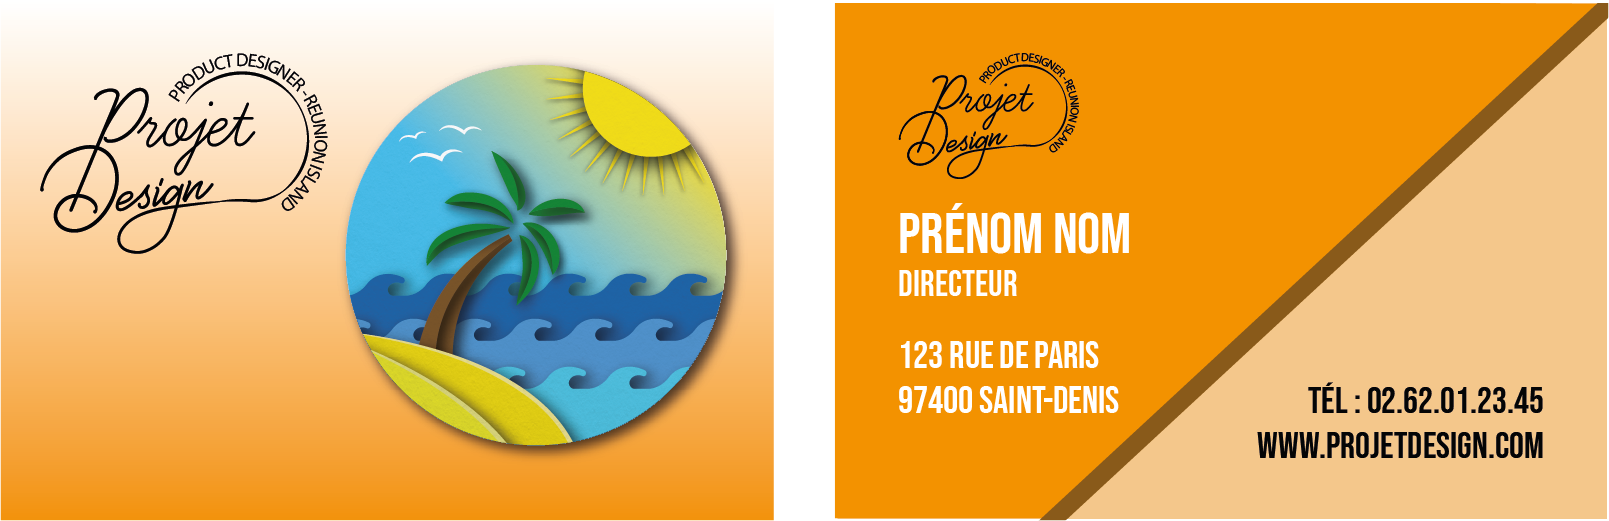 PRODUCT DESIGNER - REUNION ISLAND
Projet
Design
PRODUCT DESIGNER - REUNION ISLAND
Projet
Design
PRÉNOM NOM
DIRECTEUR
123 RUE DE PARIS
97400 SAINT-DENIS
TÉL : 02.62.01.23.45
WWW.PROJETDESIGN.COM